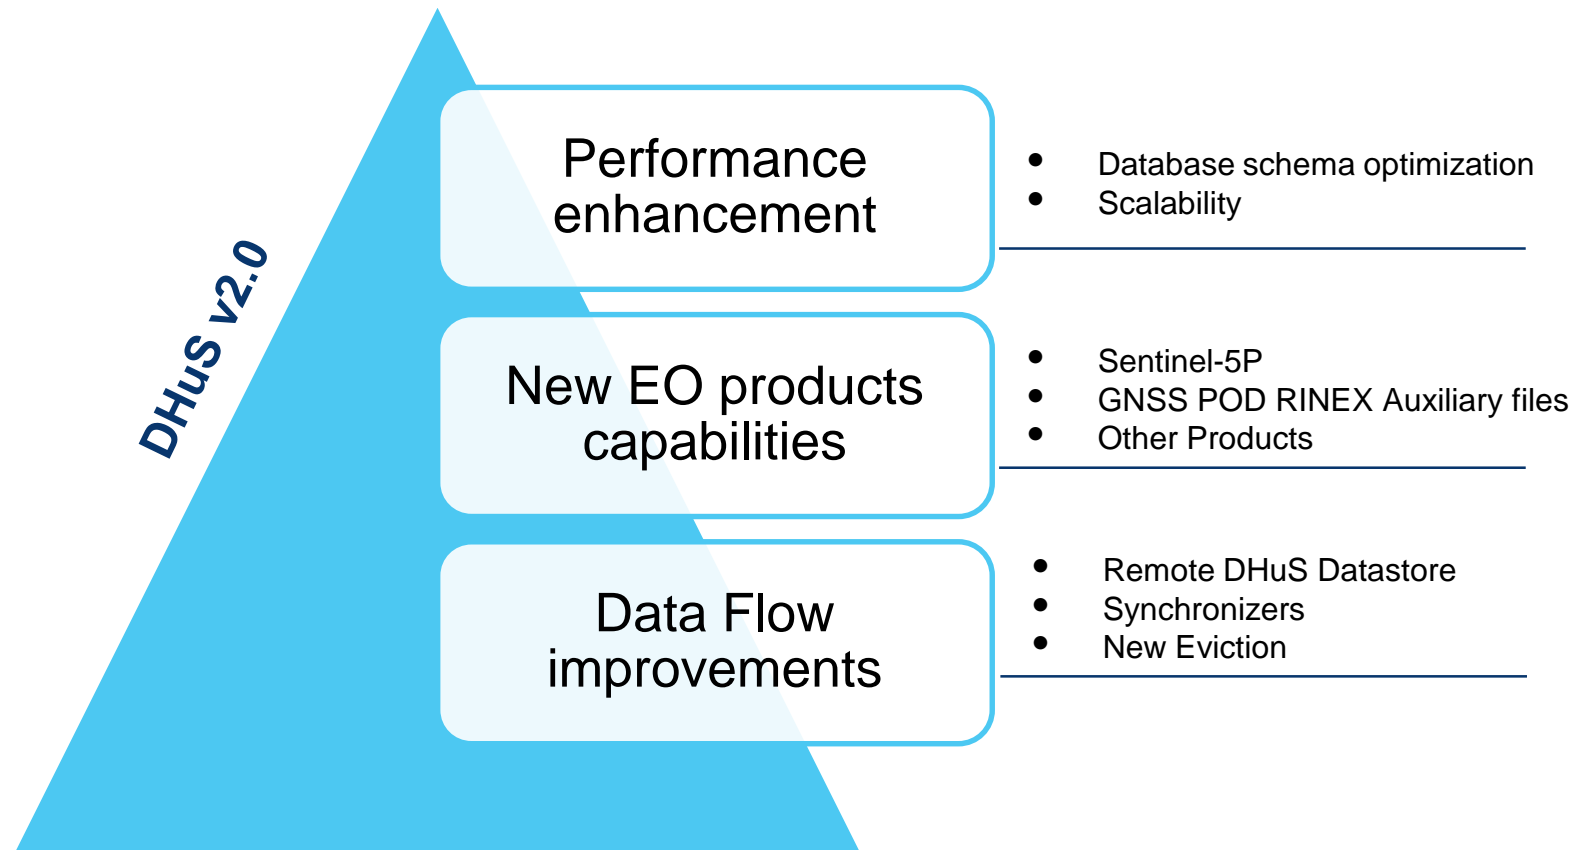 DHuS v2.0
Performance
enhancement
• Database schema optimization
• Scalability
New EO products
capabilities
• Sentinel-5P
• GNSS POD RINEX Auxiliary files
• Other Products
Data Flow
improvements
• Remote DHuS Datastore
• Synchronizers
• New Eviction